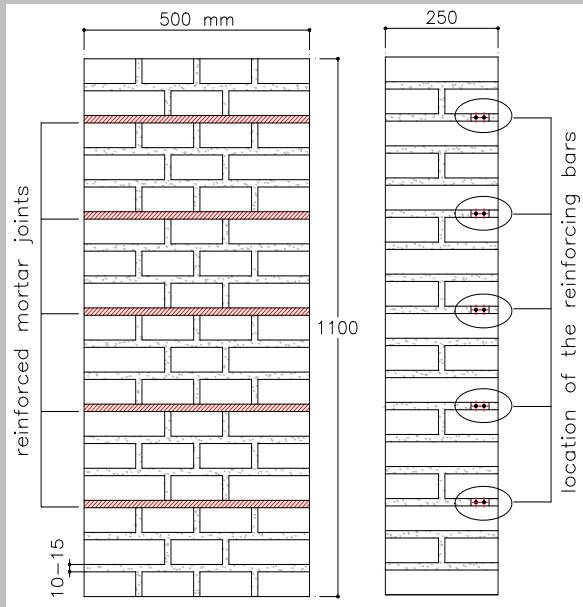 500 mm
250
reinforced mortar joints
1100
location of the reinforcing bars
10-15